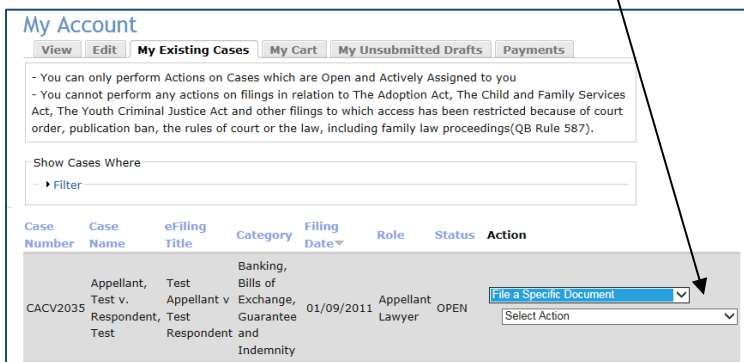 My Account
View Edit My Existing Cases My Cart My Unsubmitted Drafts Payments
- You can only perform Actions on Cases which are Open and Actively Assigned to you
- You cannot perform any actions on filings in relation to The Adoption Act, The Child and Family Services
Act, The Youth Criminal Justice Act and other filings to which access has been restricted because of court
order, publication ban, the rules of court or the law, including family law proceedings(QB Rule 587).
Show Cases Where
Filter
Case Number Case Name eFiling Title Category Filing Date Role Status Action
CACV2035
Appellant,
Test v.
Respondent,
Test
Test
Appellant v
Test
Respondent
Banking,
Bills of
Exchange,
Guarantee
and
Indemnity
01/09/2011
Appellant
Lawyer
OPEN
File a Specific Document
Select Action